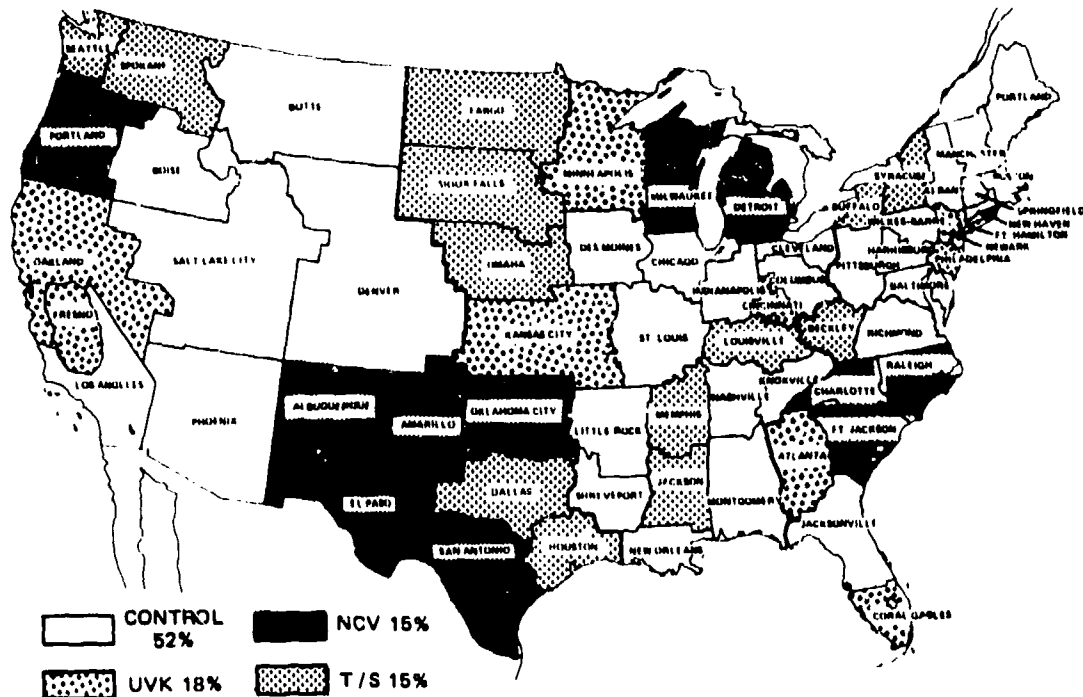 SEATTLE
SPOKANE
PORTLAND
BUTTE
BOISE
FARGO
SIOUX FALLS
MINNEAPOLIS
MILWAUKEE
DETROIT
PORTLAND
MANCHESTER
SYRACUSE
ALBANY
BUFFALO
WILKES-BARRE
SPRINGFIELD
NEW HAVEN
FT. HAMILTON
NEWARK
PHILADELPHIA
HARRISBURG
PITTSBURGH
CLEVELAND
COLUMBUS
BALTIMORE
OAKLAND
FRESNO
LOS ANGELES
SALT LAKE CITY
DENVER
OMAHA
DES MOINES
CHICAGO
INDIANAPOLIS
CINCINNATI
KANSAS CITY
ST. LOUIS
LOUISVILLE
BECKLEY
RICHMOND
RALEIGH
CHARLOTTE
KNOXVILLE
NASHVILLE
FT JACKSON
PHOENIX
ALBUQUERQUE
AMARILLO
OKLAHOMA CITY
LITTLE ROCK
MEMPHIS
ATLANTA
EL PASO
DALLAS
SHREVEPORT
JACKSON
MONTGOMERY
JACKSONVILLE
SAN ANTONIO
HOUSTON
NEW ORLEANS
CORAL GABLES
CONTROL
52%
NCV 15%
UVK 18%
T/S 15%